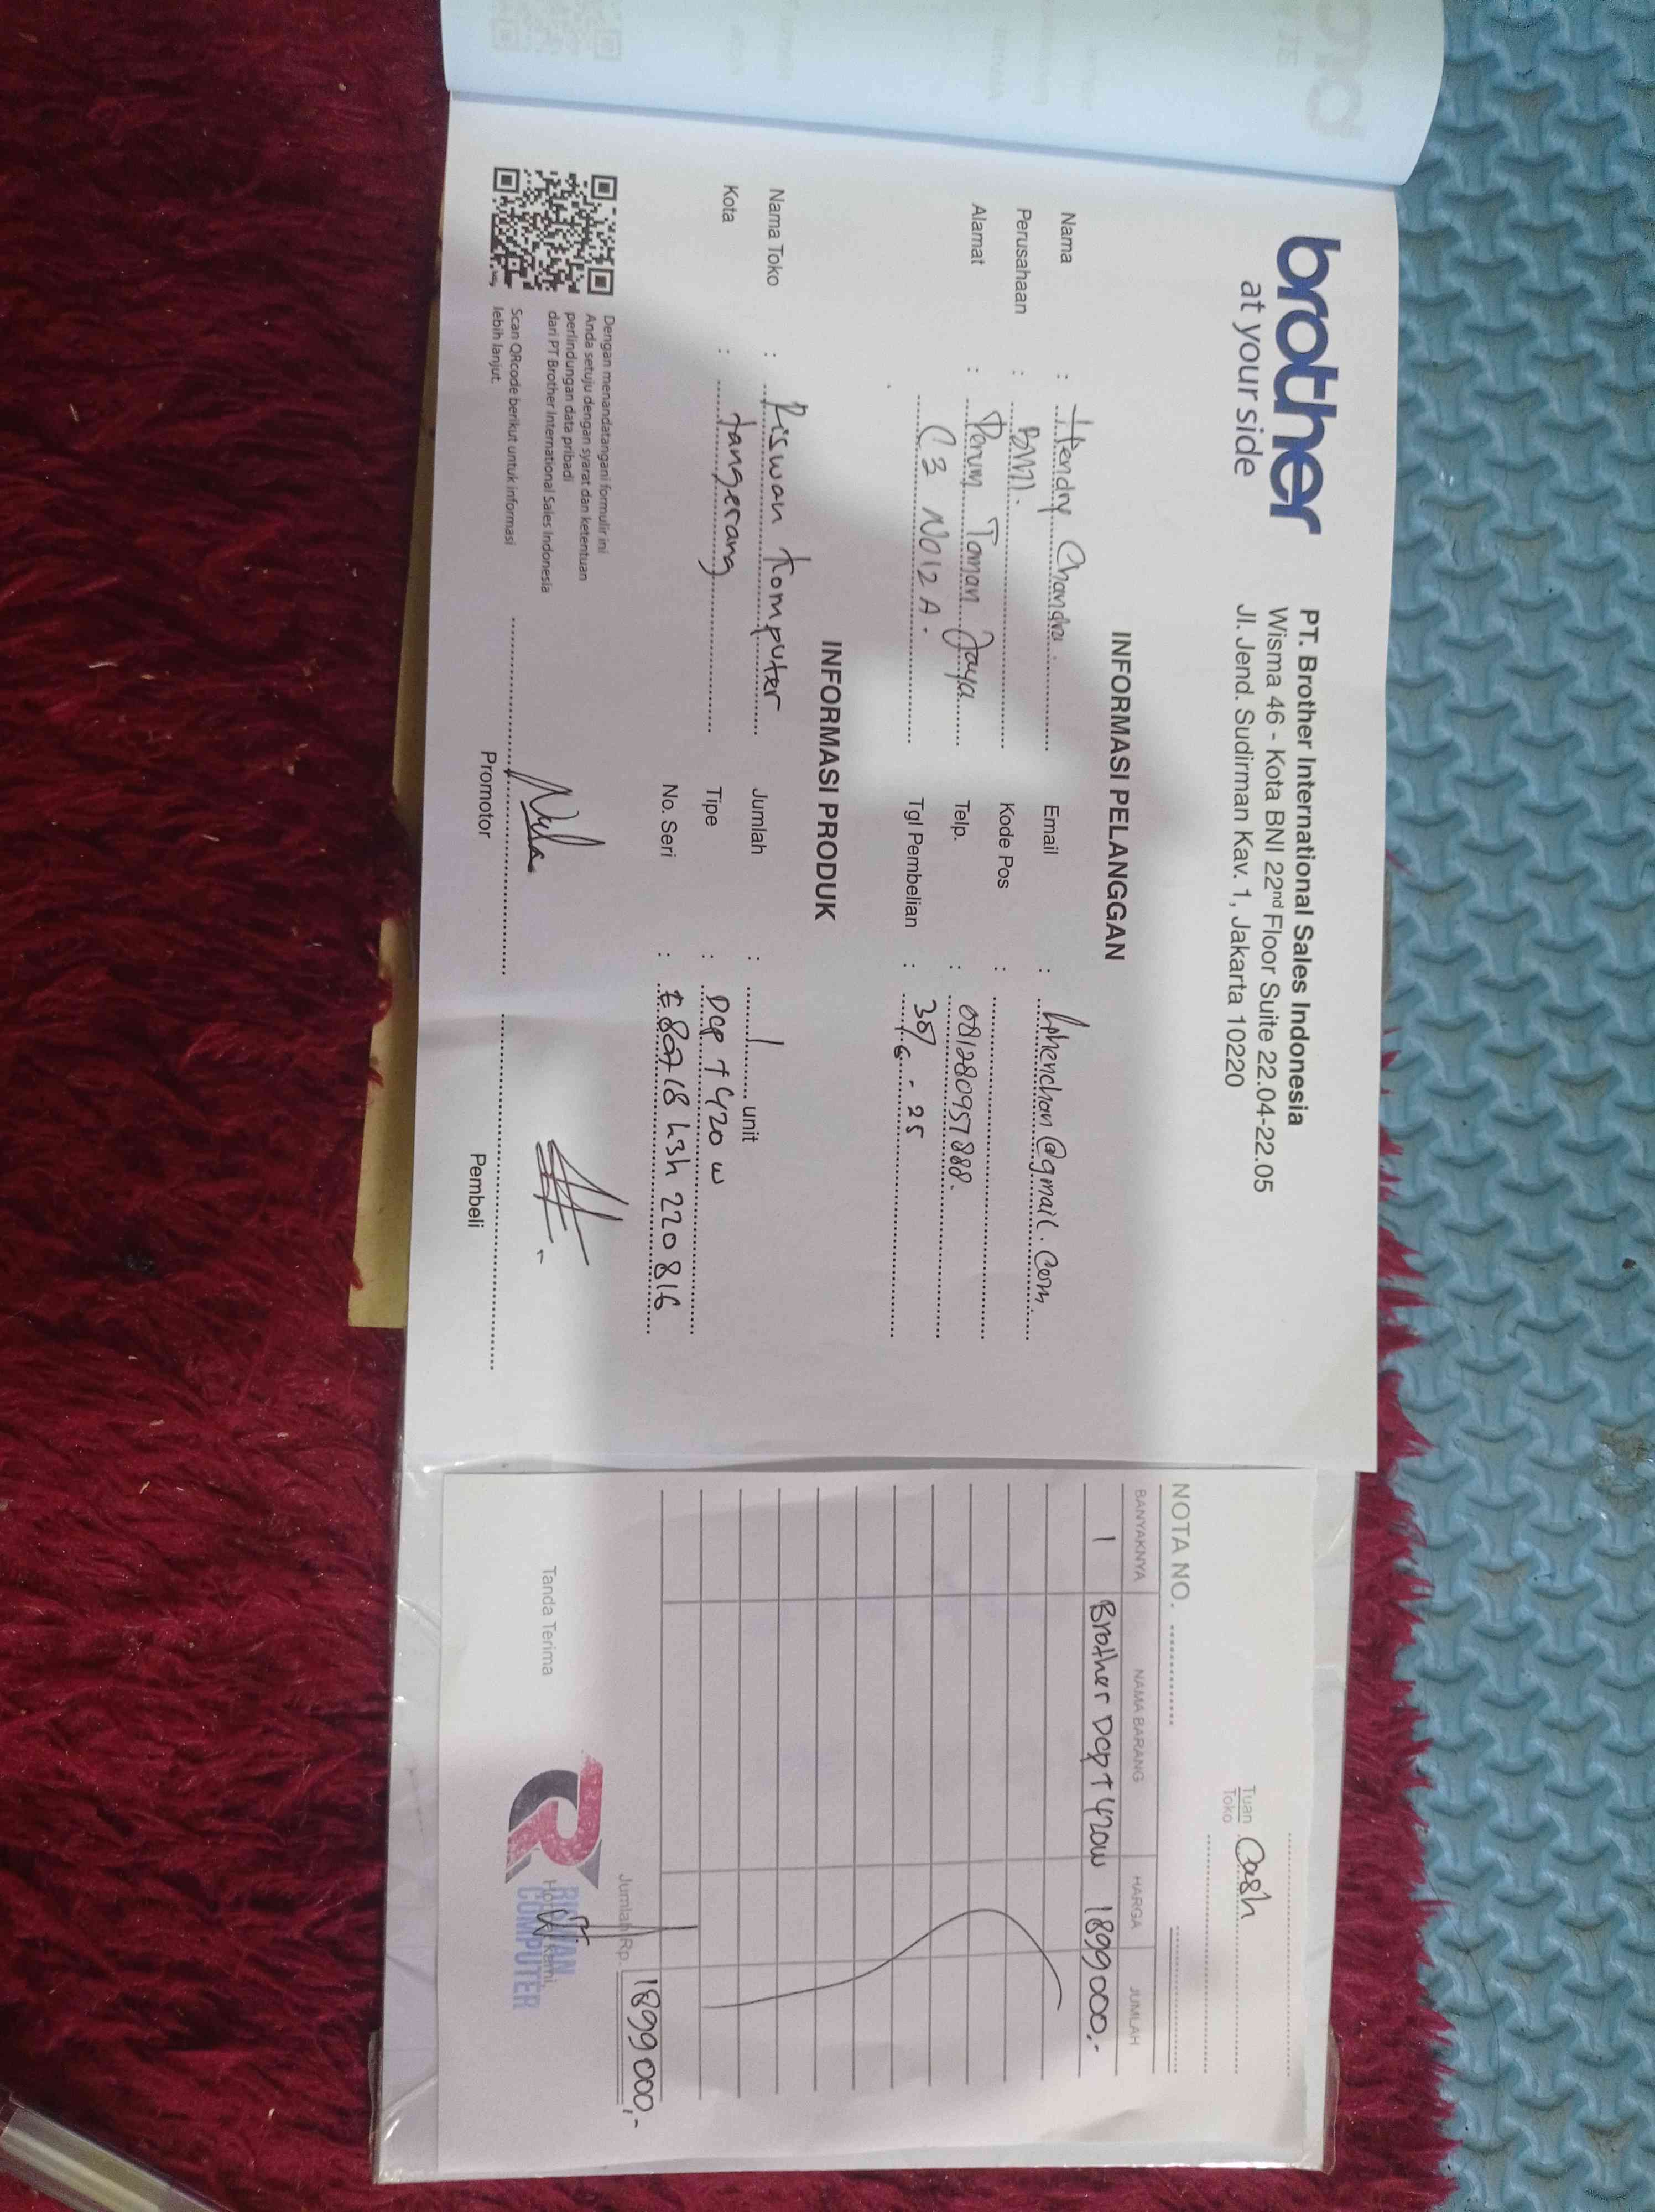 brother
at your side
PT. Brother International Sales Indonesia
Wisma 46 - Kota BNI 22nd Floor Suite 22.04-22.05
Jl. Jend. Sudirman Kav. 1, Jakarta 10220
INFORMASI PELANGGAN
Nama : Hendry Chandra.
Perusahaan : BWI.
Alamat : Perum Taman Jaya
C3 NO12A.
Email : @gmail.com
Kode Pos :
Telp. : 081280957888.
Tgl Pembelian : 30/6 - 25
INFORMASI PRODUK
Nama Toko : Riswan Komputer
Kota : tangerang
Jumlah : 1 unit
Tipe : Dcp T420w
No. Seri : E80718 h3h 220816
Dengan menandatangani formulir ini
Anda setuju dengan syarat dan ketentuan
perlindungan data pribadi
dari PT Brother International Sales Indonesia
Scan QRcode berikut untuk informasi
lebih lanjut.
Promotor
Pembeli
Tuan
Toko
Cash
NOTA NO.
BANYAKNYA NAMA BARANG HARGA JUMLAH
1 Brother Dcp T420w 1899000,-
Jumlah Rp. 1899000,-
Tanda Terima
Hormat kami,
RISWAN
COMPUTER